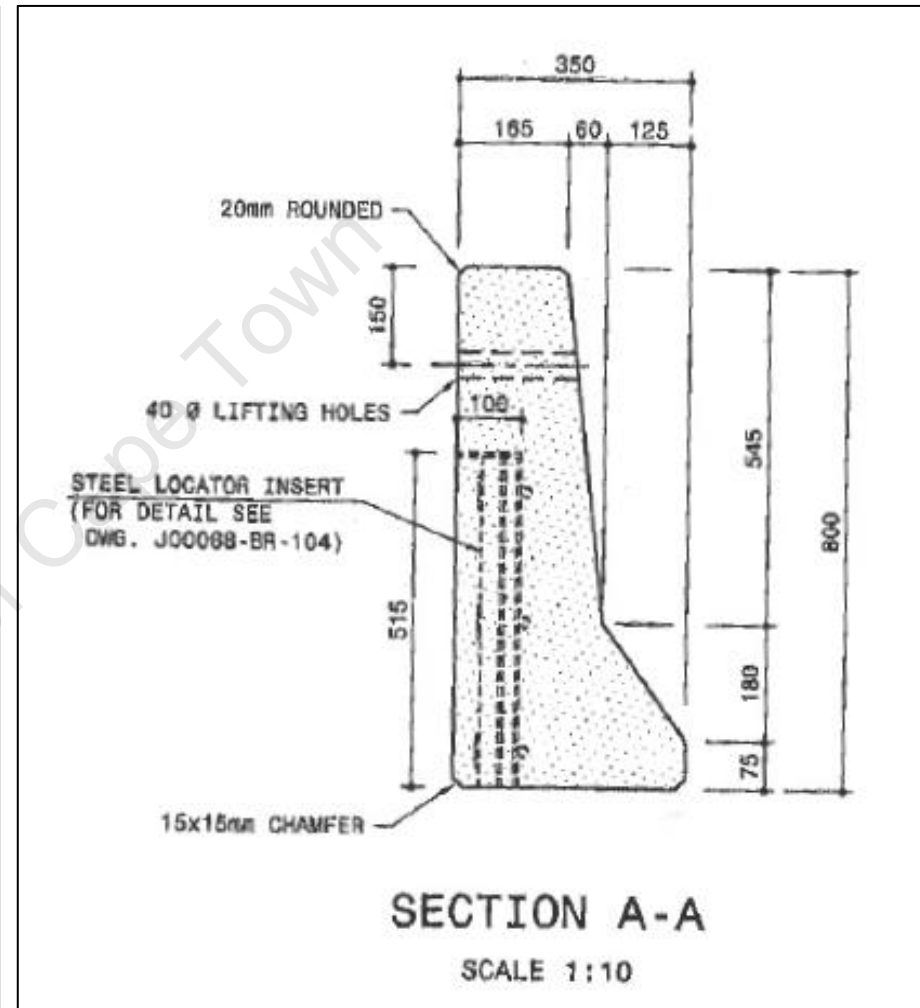 350
165 60 125
20mm ROUNDED
150
40 Ø LIFTING HOLES
100
STEEL LOCATOR INSERT
(FOR DETAIL SEE
DWG. J00068-BR-104)
515
545
800
180
75
15x15mm CHAMFER
SECTION A-A
SCALE 1:10
Cape Town